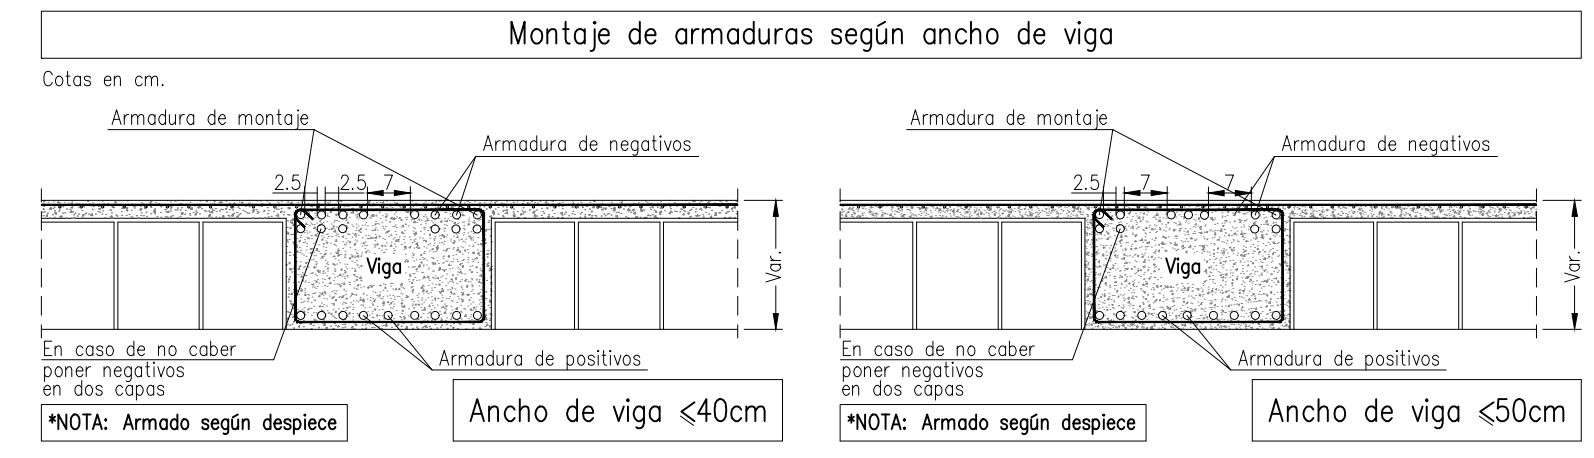 Montaje de armaduras según ancho de viga
Cotas en cm.
Armadura de montaje
Armadura de negativos
2.5
2.5
7
Viga
Var.
En caso de no caber
poner negativos
en dos capas
Armadura de positivos
*NOTA: Armado según despiece
Ancho de viga ⩽40cm
Armadura de montaje
Armadura de negativos
2.5
7
7
Viga
Var.
En caso de no caber
poner negativos
en dos capas
Armadura de positivos
*NOTA: Armado según despiece
Ancho de viga ⩽50cm